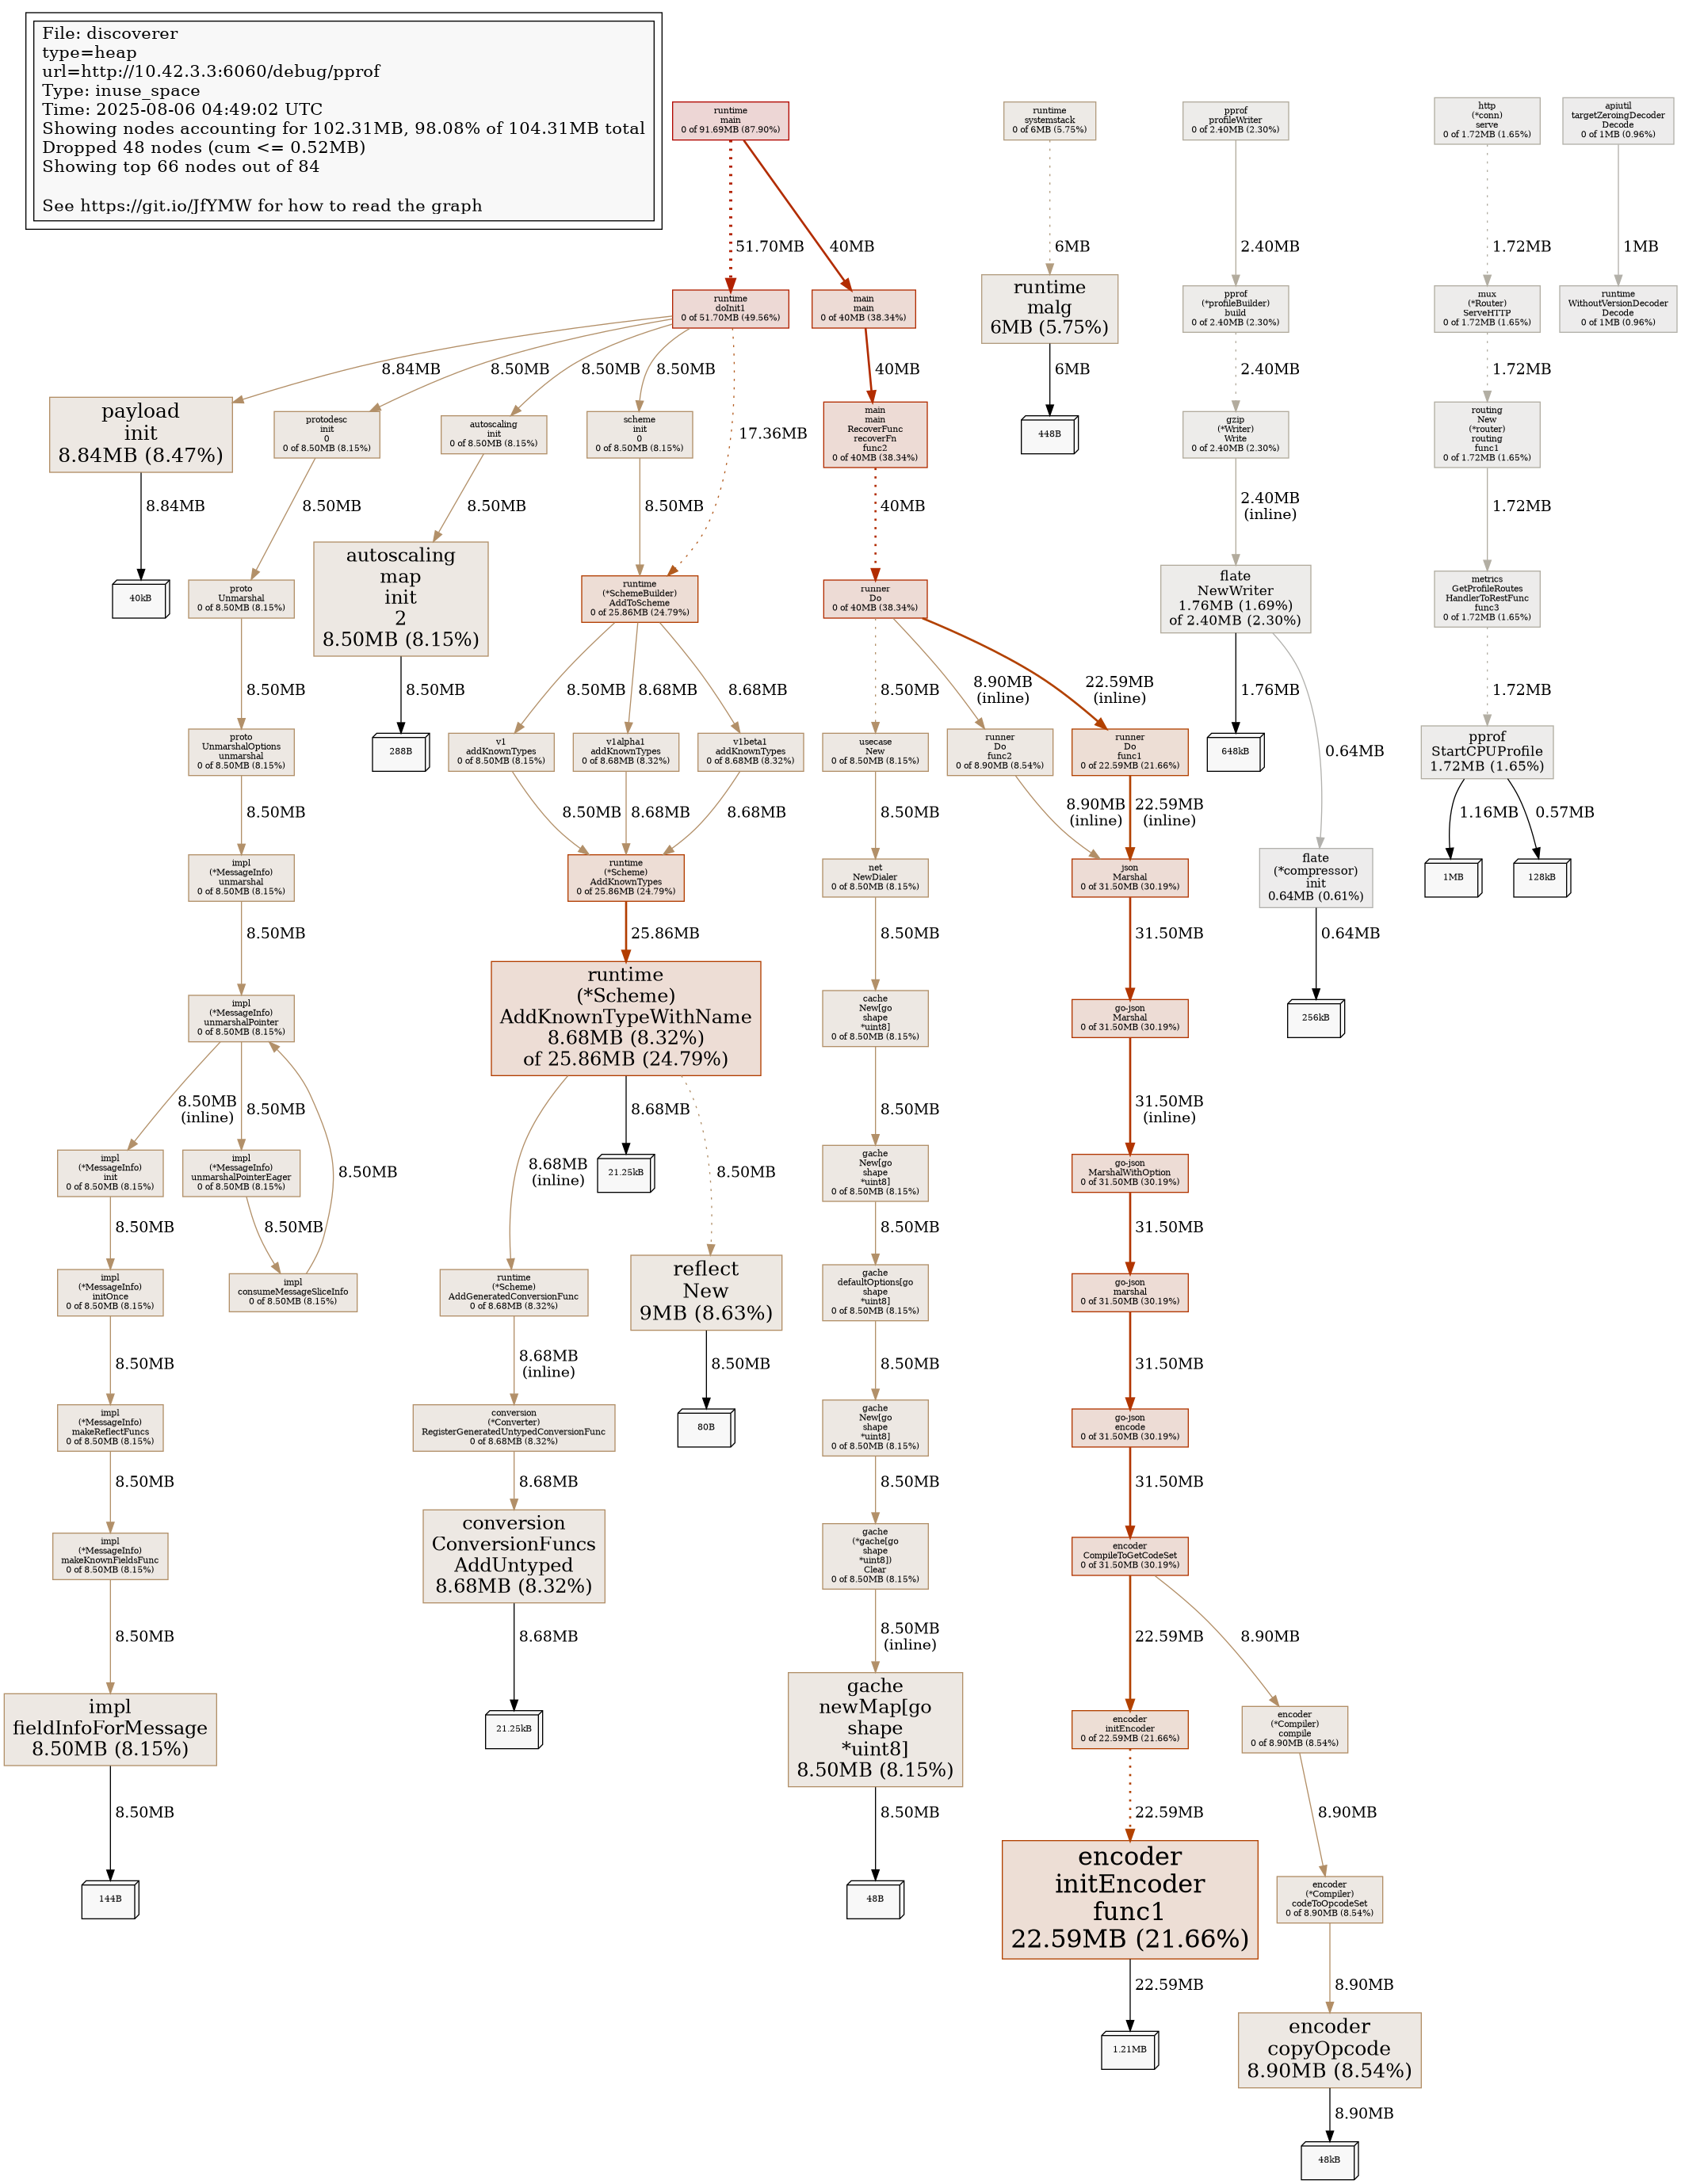 File: discoverer
type=heap
url=http://10.42.3.3:6060/debug/pprof
Type: inuse_space
Time: 2025-08-06 04:49:02 UTC
Showing nodes accounting for 102.31MB, 98.08% of 104.31MB total
Dropped 48 nodes (cum <= 0.52MB)
Showing top 66 nodes out of 84
See https://git.io/JfYMW for how to read the graph
runtime
main
0 of 91.69MB (87.90%)
runtime
systemstack
0 of 6MB (5.75%)
pprof
profileWriter
0 of 2.40MB (2.30%)
http
(*conn)
serve
0 of 1.72MB (1.65%)
apiutil
targetZeroingDecoder
Decode
0 of 1MB (0.96%)
51.70MB
40MB
6MB
2.40MB
1.72MB
1MB
runtime
doInit1
0 of 51.70MB (49.56%)
main
main
0 of 40MB (38.34%)
runtime
malg
6MB (5.75%)
pprof
(*profileBuilder)
build
0 of 2.40MB (2.30%)
mux
(*Router)
ServeHTTP
0 of 1.72MB (1.65%)
runtime
WithoutVersionDecoder
Decode
0 of 1MB (0.96%)
8.84MB
8.50MB
8.50MB
8.50MB
17.36MB
40MB
6MB
2.40MB
1.72MB
payload
init
8.84MB (8.47%)
protodesc
init
0
0 of 8.50MB (8.15%)
autoscaling
init
0 of 8.50MB (8.15%)
scheme
init
0
0 of 8.50MB (8.15%)
main
main
RecoverFunc
recoverFn
func2
0 of 40MB (38.34%)
448B
gzip
(*Writer)
Write
0 of 2.40MB (2.30%)
routing
New
(*router)
routing
func1
0 of 1.72MB (1.65%)
8.84MB
8.50MB
8.50MB
8.50MB
40MB
2.40MB
(inline)
1.72MB
40kB
proto
Unmarshal
0 of 8.50MB (8.15%)
autoscaling
map
init
2
8.50MB (8.15%)
runtime
(*SchemeBuilder)
AddToScheme
0 of 25.86MB (24.79%)
runner
Do
0 of 40MB (38.34%)
flate
NewWriter
1.76MB (1.69%)
of 2.40MB (2.30%)
metrics
GetProfileRoutes
HandlerToRestFunc
func3
0 of 1.72MB (1.65%)
8.50MB
8.50MB
8.50MB
8.68MB
8.68MB
8.50MB
8.90MB
(inline)
22.59MB
(inline)
1.76MB
0.64MB
1.72MB
proto
UnmarshalOptions
unmarshal
0 of 8.50MB (8.15%)
288B
v1
addKnownTypes
0 of 8.50MB (8.15%)
v1alpha1
addKnownTypes
0 of 8.68MB (8.32%)
v1beta1
addKnownTypes
0 of 8.68MB (8.32%)
usecase
New
0 of 8.50MB (8.15%)
runner
Do
func2
0 of 8.90MB (8.54%)
runner
Do
func1
0 of 22.59MB (21.66%)
648kB
pprof
StartCPUProfile
1.72MB (1.65%)
8.50MB
8.50MB
8.68MB
8.68MB
8.50MB
8.90MB
(inline)
22.59MB
(inline)
1.16MB
0.57MB
impl
(*MessageInfo)
unmarshal
0 of 8.50MB (8.15%)
runtime
(*Scheme)
AddKnownTypes
0 of 25.86MB (24.79%)
net
NewDialer
0 of 8.50MB (8.15%)
json
Marshal
0 of 31.50MB (30.19%)
flate
(*compressor)
init
0.64MB (0.61%)
1MB
128kB
8.50MB
25.86MB
8.50MB
31.50MB
0.64MB
impl
(*MessageInfo)
unmarshalPointer
0 of 8.50MB (8.15%)
runtime
(*Scheme)
AddKnownTypeWithName
8.68MB (8.32%)
of 25.86MB (24.79%)
cache
New[go
shape
*uint8]
0 of 8.50MB (8.15%)
go-json
Marshal
0 of 31.50MB (30.19%)
256kB
8.50MB
(inline)
8.50MB
8.50MB
8.68MB
(inline)
8.68MB
8.50MB
8.50MB
31.50MB
(inline)
impl
(*MessageInfo)
init
0 of 8.50MB (8.15%)
impl
(*MessageInfo)
unmarshalPointerEager
0 of 8.50MB (8.15%)
21.25kB
gache
New[go
shape
*uint8]
0 of 8.50MB (8.15%)
go-json
MarshalWithOption
0 of 31.50MB (30.19%)
8.50MB
8.50MB
8.50MB
31.50MB
impl
(*MessageInfo)
initOnce
0 of 8.50MB (8.15%)
impl
consumeMessageSliceInfo
0 of 8.50MB (8.15%)
runtime
(*Scheme)
AddGeneratedConversionFunc
0 of 8.68MB (8.32%)
reflect
New
9MB (8.63%)
gache
defaultOptions[go
shape
*uint8]
0 of 8.50MB (8.15%)
go-json
marshal
0 of 31.50MB (30.19%)
8.50MB
8.68MB
(inline)
8.50MB
8.50MB
31.50MB
impl
(*MessageInfo)
makeReflectFuncs
0 of 8.50MB (8.15%)
conversion
(*Converter)
RegisterGeneratedUntypedConversionFunc
0 of 8.68MB (8.32%)
80B
gache
New[go
shape
*uint8]
0 of 8.50MB (8.15%)
go-json
encode
0 of 31.50MB (30.19%)
8.50MB
8.68MB
8.50MB
31.50MB
impl
(*MessageInfo)
makeKnownFieldsFunc
0 of 8.50MB (8.15%)
conversion
ConversionFuncs
AddUntyped
8.68MB (8.32%)
gache
(*gache[go
shape
*uint8])
Clear
0 of 8.50MB (8.15%)
encoder
CompileToGetCodeSet
0 of 31.50MB (30.19%)
8.50MB
8.68MB
8.50MB
(inline)
22.59MB
8.90MB
impl
fieldInfoForMessage
8.50MB (8.15%)
21.25kB
gache
newMap[go
shape
*uint8]
8.50MB (8.15%)
encoder
initEncoder
0 of 22.59MB (21.66%)
encoder
(*Compiler)
compile
0 of 8.90MB (8.54%)
8.50MB
8.50MB
22.59MB
8.90MB
144B
48B
encoder
initEncoder
func1
22.59MB (21.66%)
encoder
(*Compiler)
codeToOpcodeSet
0 of 8.90MB (8.54%)
22.59MB
8.90MB
1.21MB
encoder
copyOpcode
8.90MB (8.54%)
8.90MB
48kB